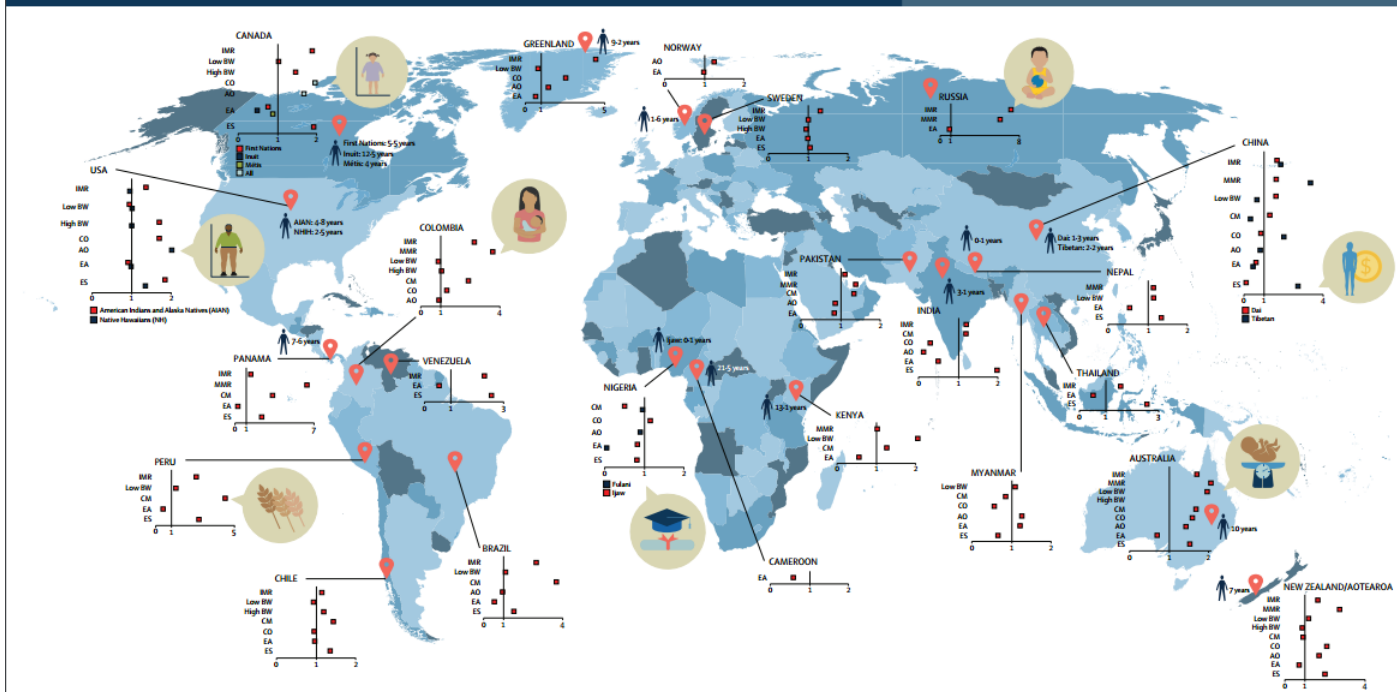 CANADA
IMR
Low BW
High BW
CO
AO
EA
ES
0 1 2
First Nations
Inuit
Métis
All
First Nations: 5-5 years
Inuit: 12-5 years
Métis: 4 years
GREENLAND
9-2 years
IMR
Low BW
CO
AO
EA
0 1 5
NORWAY
AO
EA
0 1 2
1-6 years
SWEDEN
IMR
Low BW
High BW
EA
ES
0 1 2
RUSSIA
IMR
MMR
EA
0 1 8
CHINA
IMR
MMR
Low BW
CM
CO
AO
EA
ES
0 1 4
Dai
Tibetan
Dai: 1-3 years
Tibetan: 2-2 years
USA
IMR
Low BW
High BW
CO
AO
EA
ES
0 1 2
American Indians and Alaska Natives (AIAN)
Native Hawaiians (NH)
AIAN: 4-8 years
NHIH: 2-5 years
COLOMBIA
IMR
MMR
Low BW
High BW
CM
CO
AO
0 1 4
PAKISTAN
IMR
MMR
CM
AO
EA
0 1 2
0-1 years
NEPAL
MMR
Low BW
EA
ES
0 1 2
3-1 years
INDIA
IMR
CM
CO
AO
EA
ES
0 1 2
7-6 years
PANAMA
IMR
MMR
CM
EA
ES
0 1 7
VENEZUELA
IMR
EA
ES
0 1 3
Ijaw: 0-1 years
21-5 years
NIGERIA
CM
CO
AO
EA
ES
0 1 2
Fulani
Ijaw
13-1 years
KENYA
MMR
Low BW
CM
EA
0 1 2
THAILAND
IMR
EA
ES
0 1 3
PERU
IMR
Low BW
CM
EA
ES
0 1 5
MYANMAR
Low BW
CM
CO
AO
EA
ES
0 1 2
AUSTRALIA
IMR
MMR
Low BW
High BW
CM
CO
AO
EA
ES
0 1 2
10 years
BRAZIL
IMR
Low BW
CM
AO
EA
ES
0 1 4
CAMEROON
EA
0 1 2
CHILE
IMR
Low BW
High BW
CM
CO
EA
ES
0 1 2
7 years
NEW ZEALAND/AOTEAROA
IMR
MMR
Low BW
High BW
CM
CO
AO
EA
ES
0 1 4
$